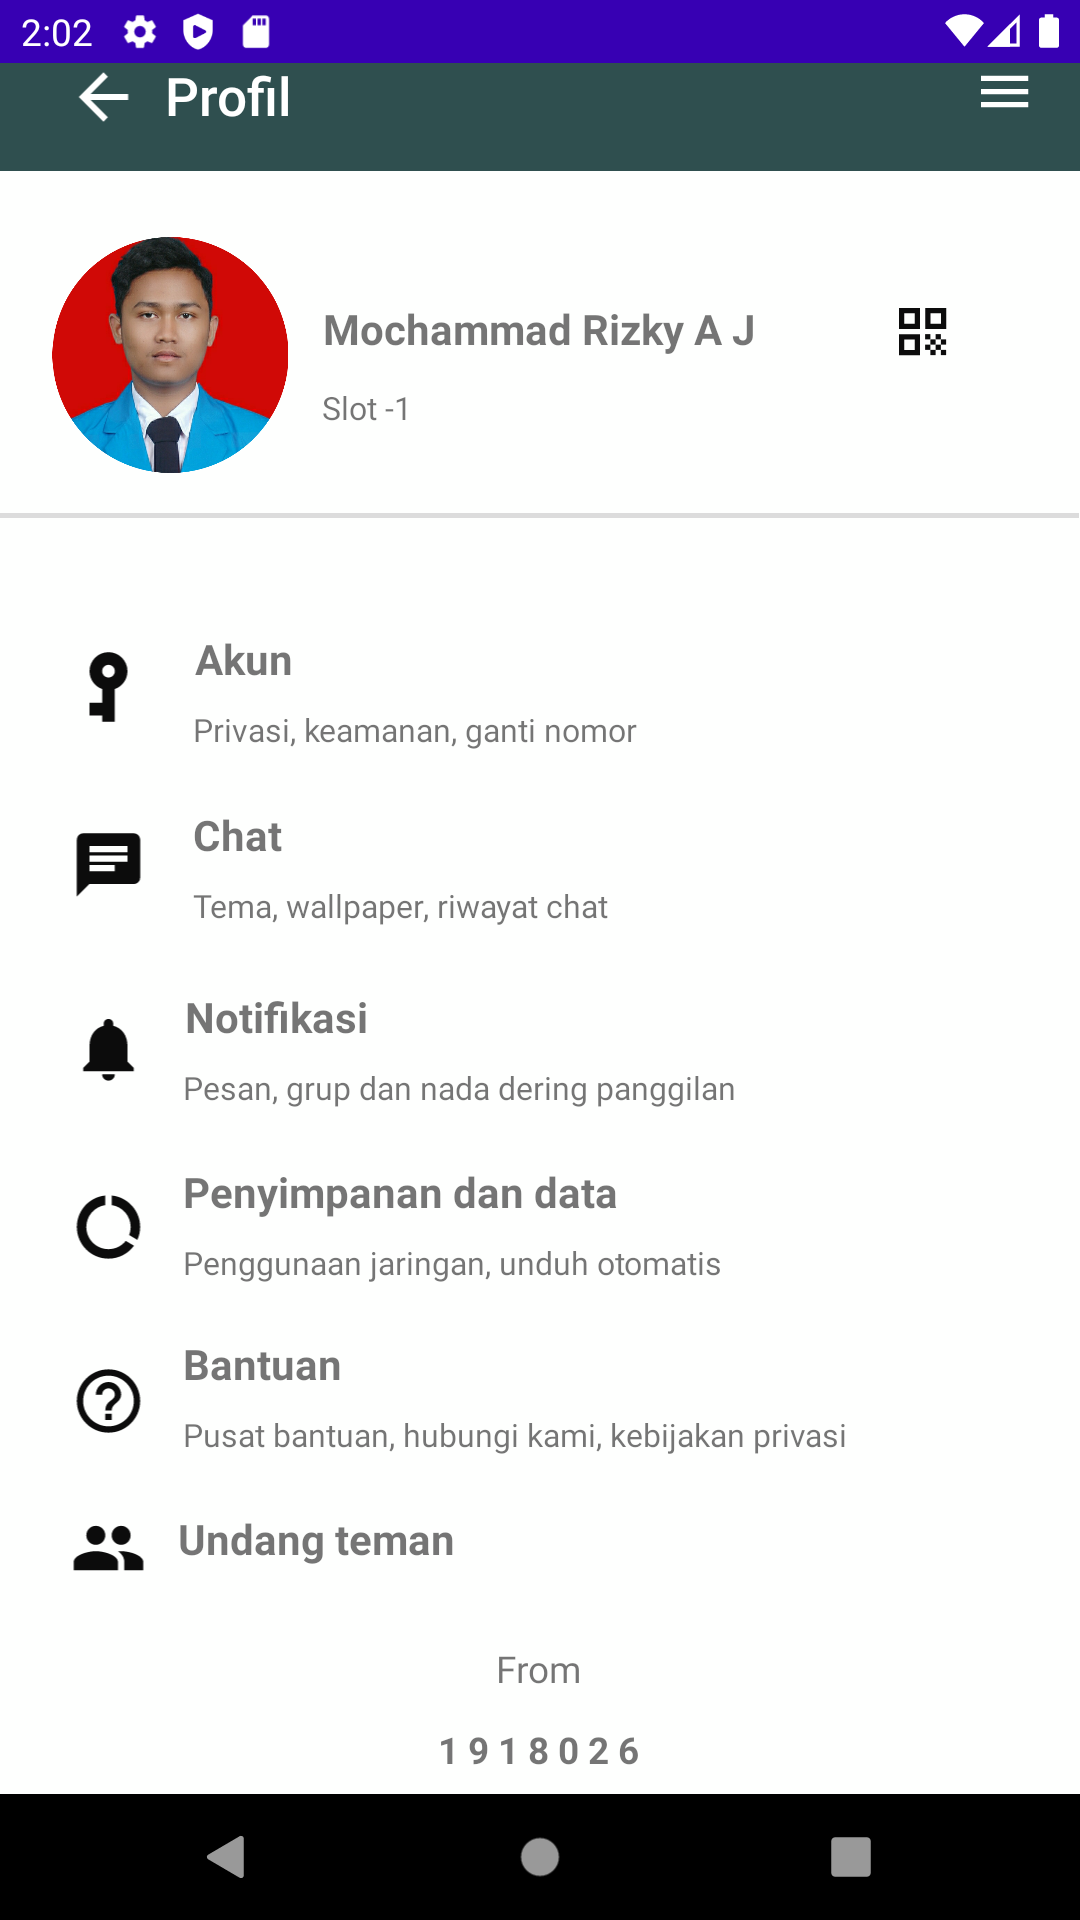 2:02
Profil
Mochammad Rizky A J
Slot -1
Akun
Privasi, keamanan, ganti nomor
Chat
Tema, wallpaper, riwayat chat
Notifikasi
Pesan, grup dan nada dering panggilan
Penyimpanan dan data
Penggunaan jaringan, unduh otomatis
Bantuan
Pusat bantuan, hubungi kami, kebijakan privasi
Undang teman
From
1 9 1 8 0 2 6